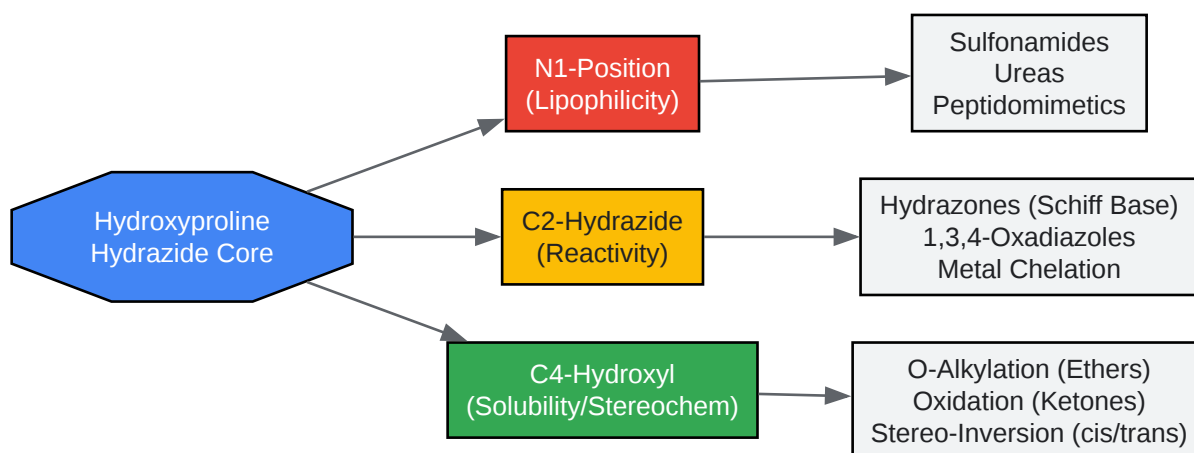 Hydroxyproline
Hydrazide Core
N1-Position
(Lipophilicity)
Sulfonamides
Ureas
Peptidomimetics
C2-Hydrazide
(Reactivity)
Hydrazones (Schiff Base)
1,3,4-Oxadiazoles
Metal Chelation
C4-Hydroxyl
(Solubility/Stereochem)
O-Alkylation (Ethers)
Oxidation (Ketones)
Stereo-Inversion (cis/trans)